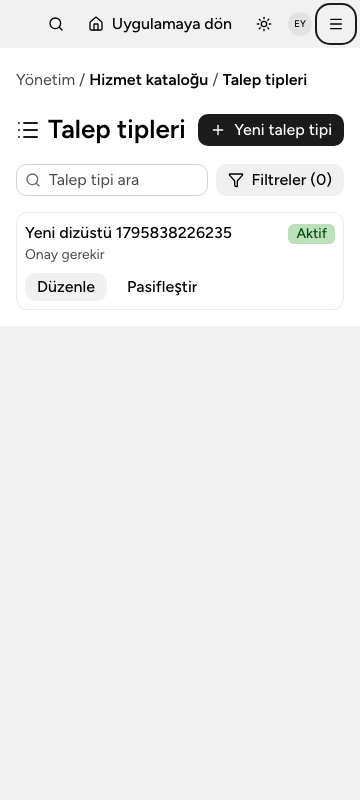 Uygulamaya dön
EY
Yönetim / Hizmet kataloğu / Talep tipleri
Talep tipleri
Yeni talep tipi
Talep tipi ara
Filtreler (0)
Yeni dizüstü 1795838226235
Aktif
Onay gerekir
Düzenle
Pasifleştir